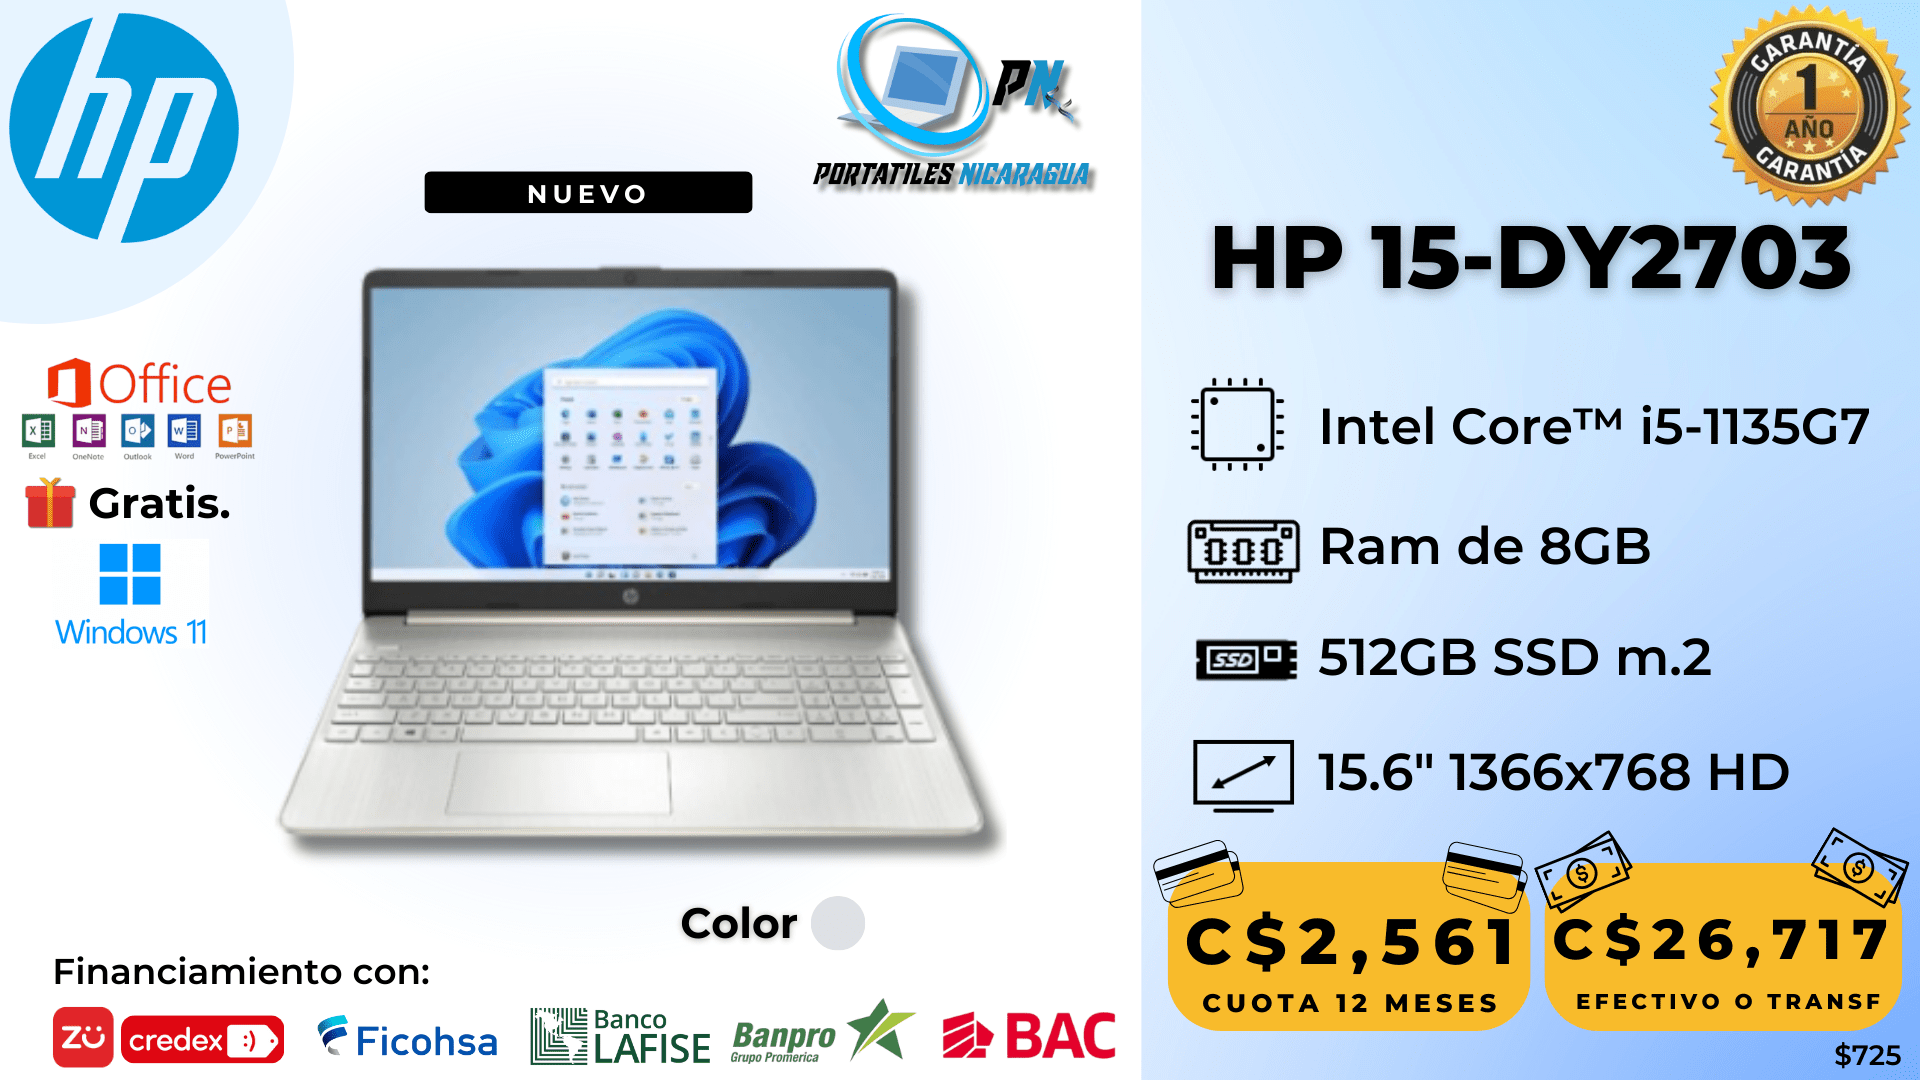 hp
PN
PORTATILES NICARAGUA
NUEVO
Office
Excel OneNote Outlook Word PowerPoint
Gratis.
Windows 11
Color
Financiamiento con:
zü credex :)
Ficohsa
Banco
LAFISE
Banpro
Grupo Promerica
BAC
GARANTÍA
1
AÑO
GARANTÍA
HP 15-DY2703
Intel Core™ i5-1135G7
Ram de 8GB
SSD
512GB SSD m.2
15.6" 1366x768 HD
C$2,561
CUOTA 12 MESES
C$26,717
EFECTIVO O TRANSF
$725